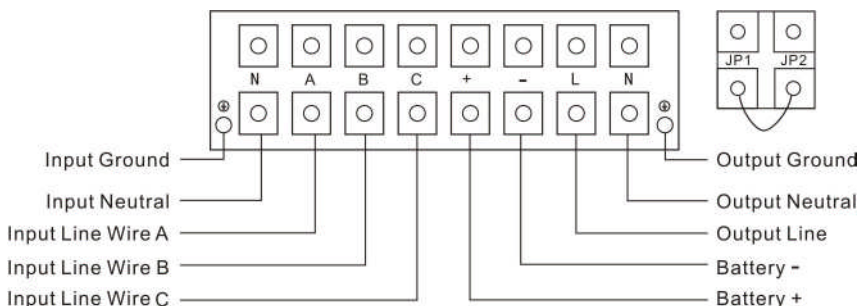 N A B C + - L N
JP1 JP2
Input Ground
Input Neutral
Input Line Wire A
Input Line Wire B
Input Line Wire C
Output Ground
Output Neutral
Output Line
Battery -
Battery +